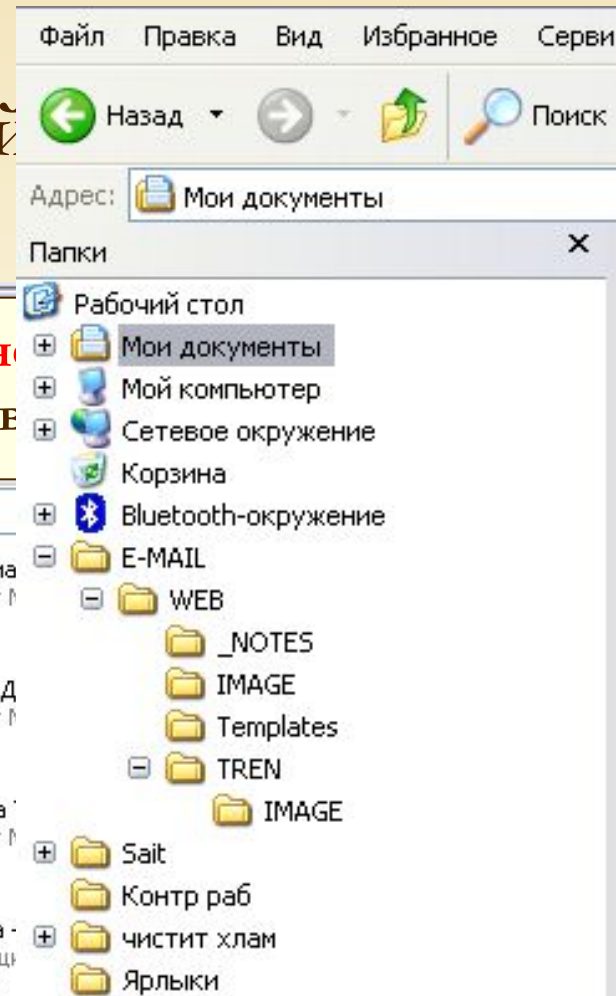 Файл Правка Вид Избранное Серви
Назад Поиск
Адрес: Мои документы
Папки
Рабочий стол
Мои документы
Мой компьютер
Сетевое окружение
Корзина
Bluetooth-окружение
E-MAIL
WEB
_NOTES
IMAGE
Templates
TREN
IMAGE
Sait
Контр раб
чистит хлам
Ярлыки